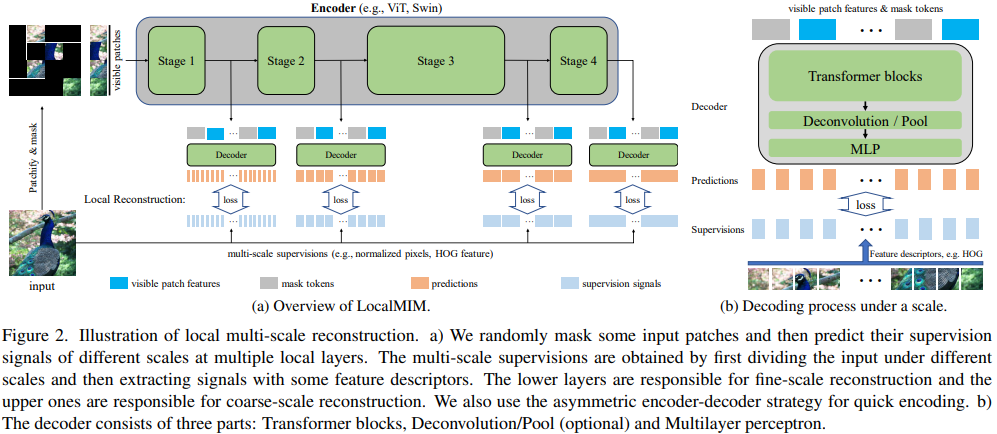 Encoder (e.g., ViT, Swin)
visible patches
Stage 1
Stage 2
Stage 3
Stage 4
Patchify & mask
Decoder
Decoder
Decoder
Decoder
Local Reconstruction:
loss
loss
loss
loss
multi-scale supervisions (e.g., normalized pixels, HOG feature)
input
visible patch features
mask tokens
predictions
supervision signals
(a) Overview of LocalMIM.
visible patch features & mask tokens
Transformer blocks
Decoder
Deconvolution / Pool
MLP
Predictions
loss
Supervisions
Feature descriptors, e.g. HOG
(b) Decoding process under a scale.
Figure 2. Illustration of local multi-scale reconstruction. a) We randomly mask some input patches and then predict their supervision
signals of different scales at multiple local layers. The multi-scale supervisions are obtained by first dividing the input under different
scales and then extracting signals with some feature descriptors. The lower layers are responsible for fine-scale reconstruction and the
upper ones are responsible for coarse-scale reconstruction. We also use the asymmetric encoder-decoder strategy for quick encoding. b)
The decoder consists of three parts: Transformer blocks, Deconvolution/Pool (optional) and Multilayer perceptron.